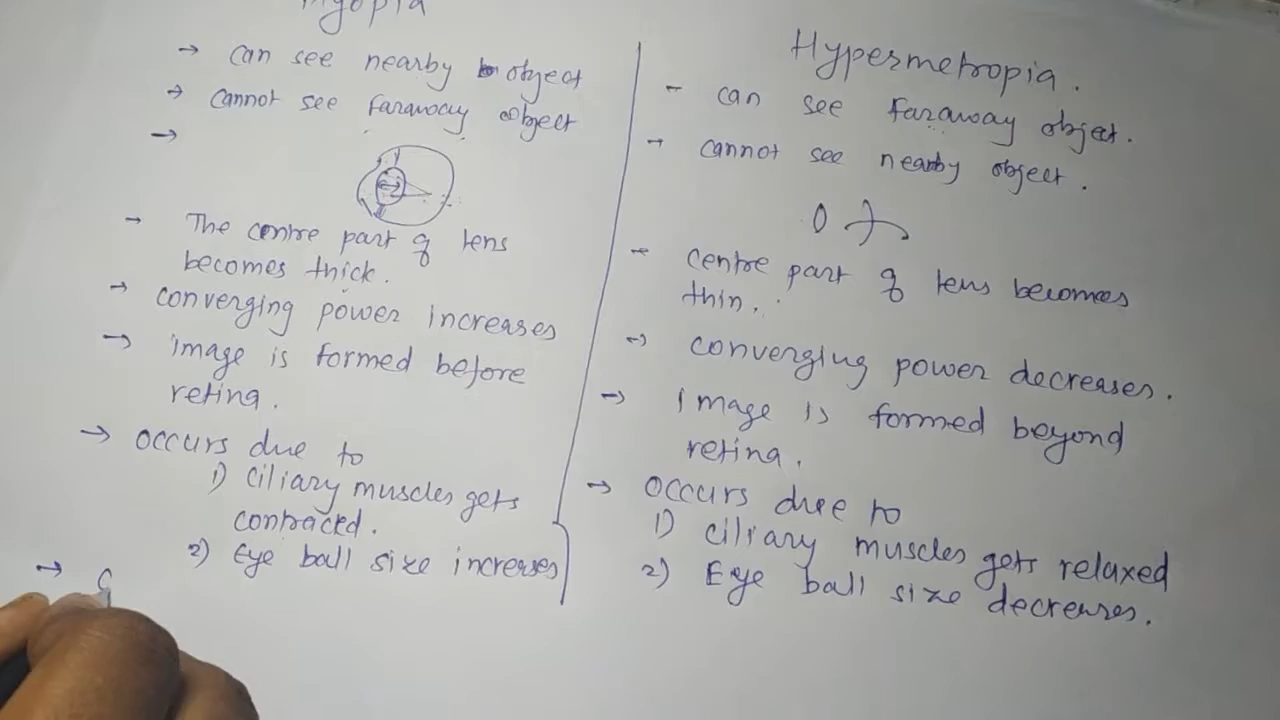 Myopia
→ can see nearby object
→ cannot see faraway object
→
- The centre part of lens
becomes thick.
→ converging power increases
→ image is formed before
retina.
→ occurs due to
1) ciliary muscles gets
contraced.
2) Eye ball size increases
→ C
Hypermetropia.
- can see faraway object.
- cannot see nearby object.
- centre part of lens becomes
thin.
→ converging power decreases.
→ image is formed beyond
retina.
→ occurs due to
1) ciliary muscles gets relaxed
2) Eye ball size decreases.